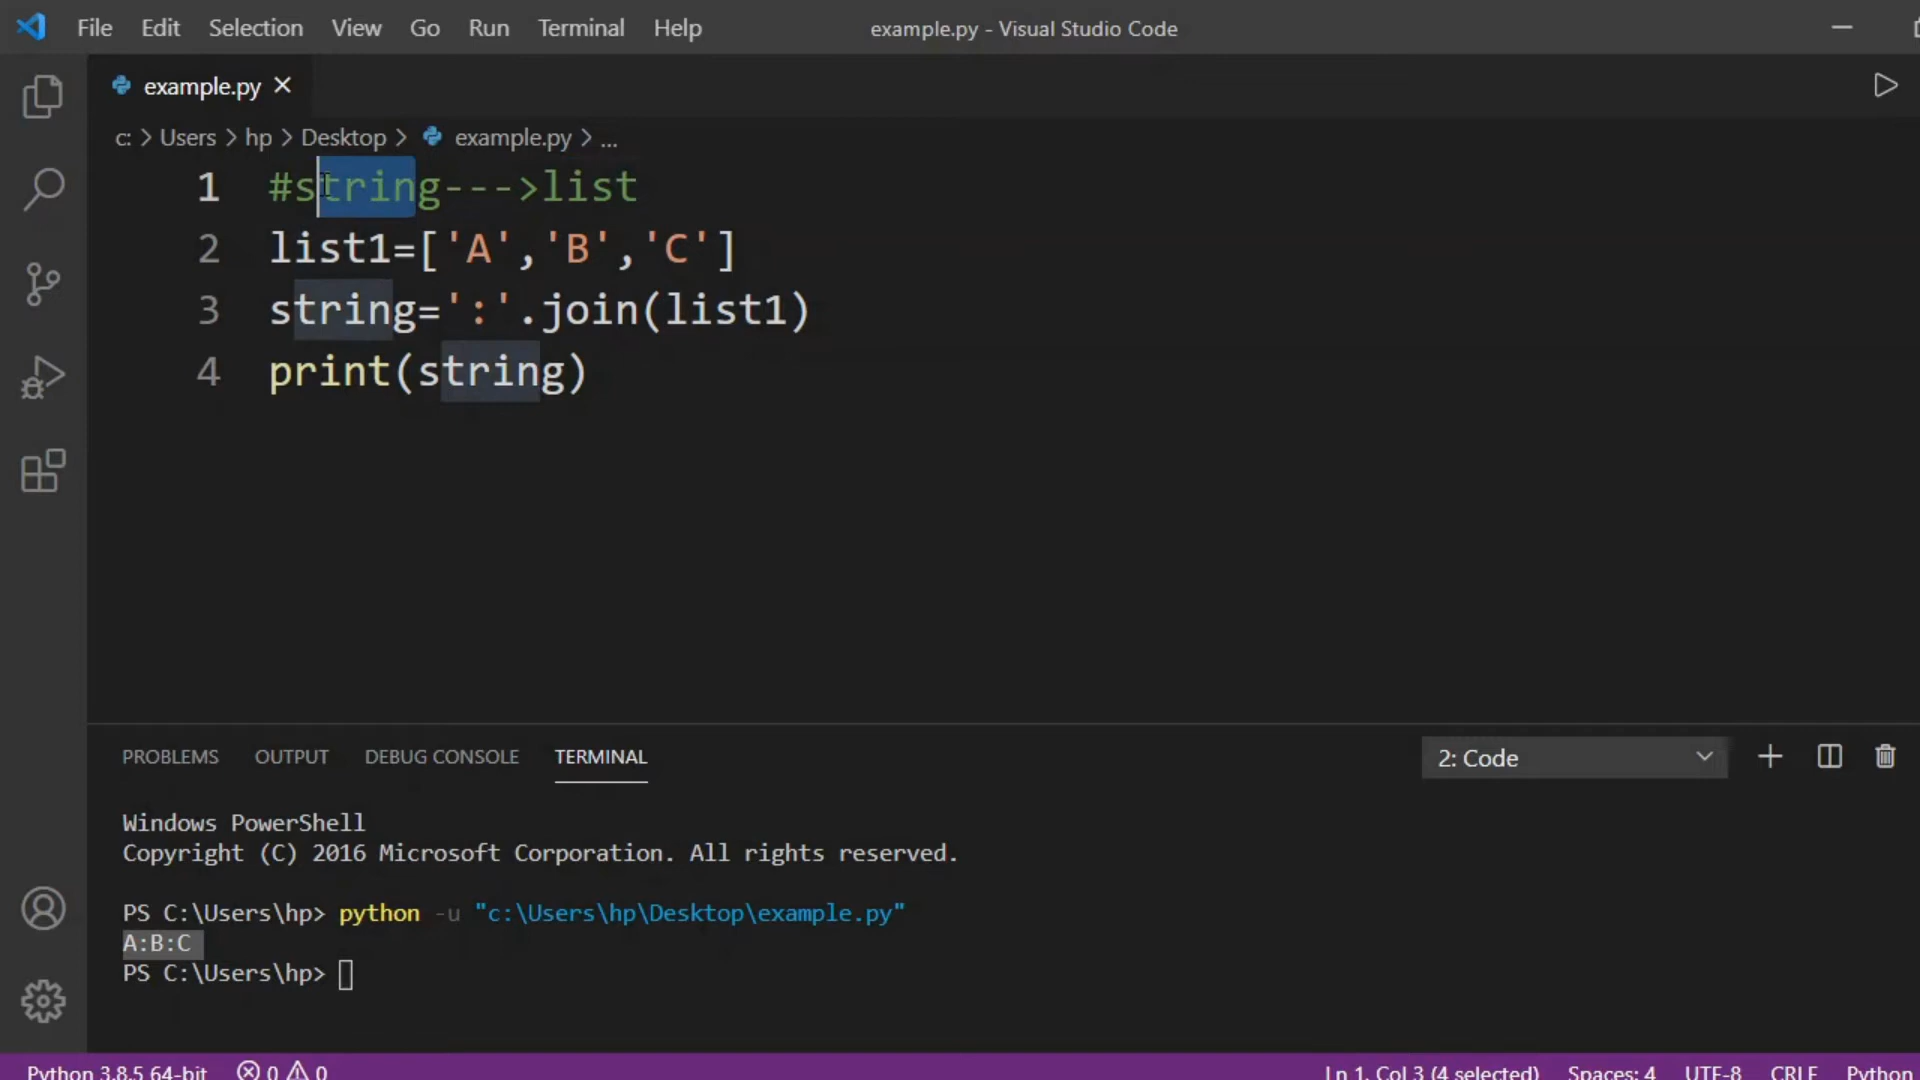 File Edit Selection View Go Run Terminal Help example.py - Visual Studio Code
example.py
c: > Users > hp > Desktop > example.py > ...
1 #string--->list
2 list1=['A','B','C']
3 string=':'.join(list1)
4 print(string)
PROBLEMS OUTPUT DEBUG CONSOLE TERMINAL 2: Code
Windows PowerShell
Copyright (C) 2016 Microsoft Corporation. All rights reserved.
PS C:\Users\hp> python -u "c:\Users\hp\Desktop\example.py"
A:B:C
PS C:\Users\hp>
Python 3.8.5 64-bit 0 0 Ln 1, Col 3 (4 selected) Spaces: 4 UTF-8 CRLF Python